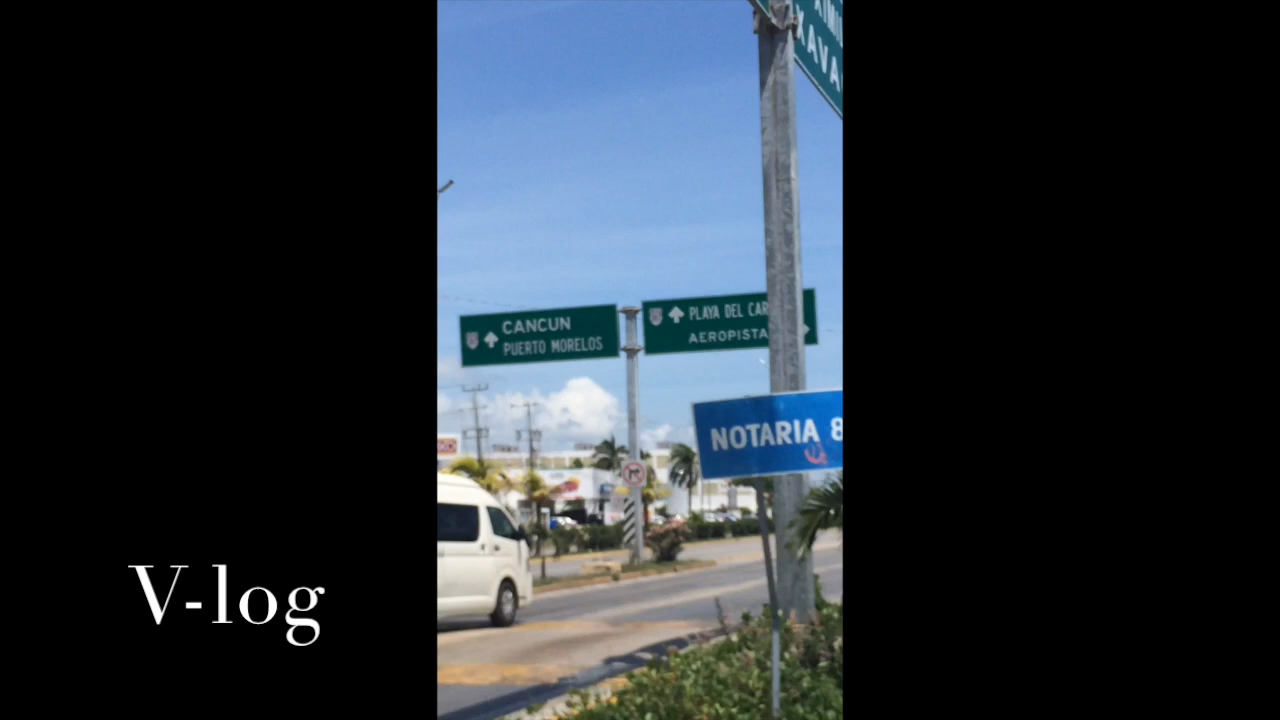 CANCUN
PUERTO MORELOS
PLAYA DEL CAR
AEROPISTA
NOTARIA 8
V-log